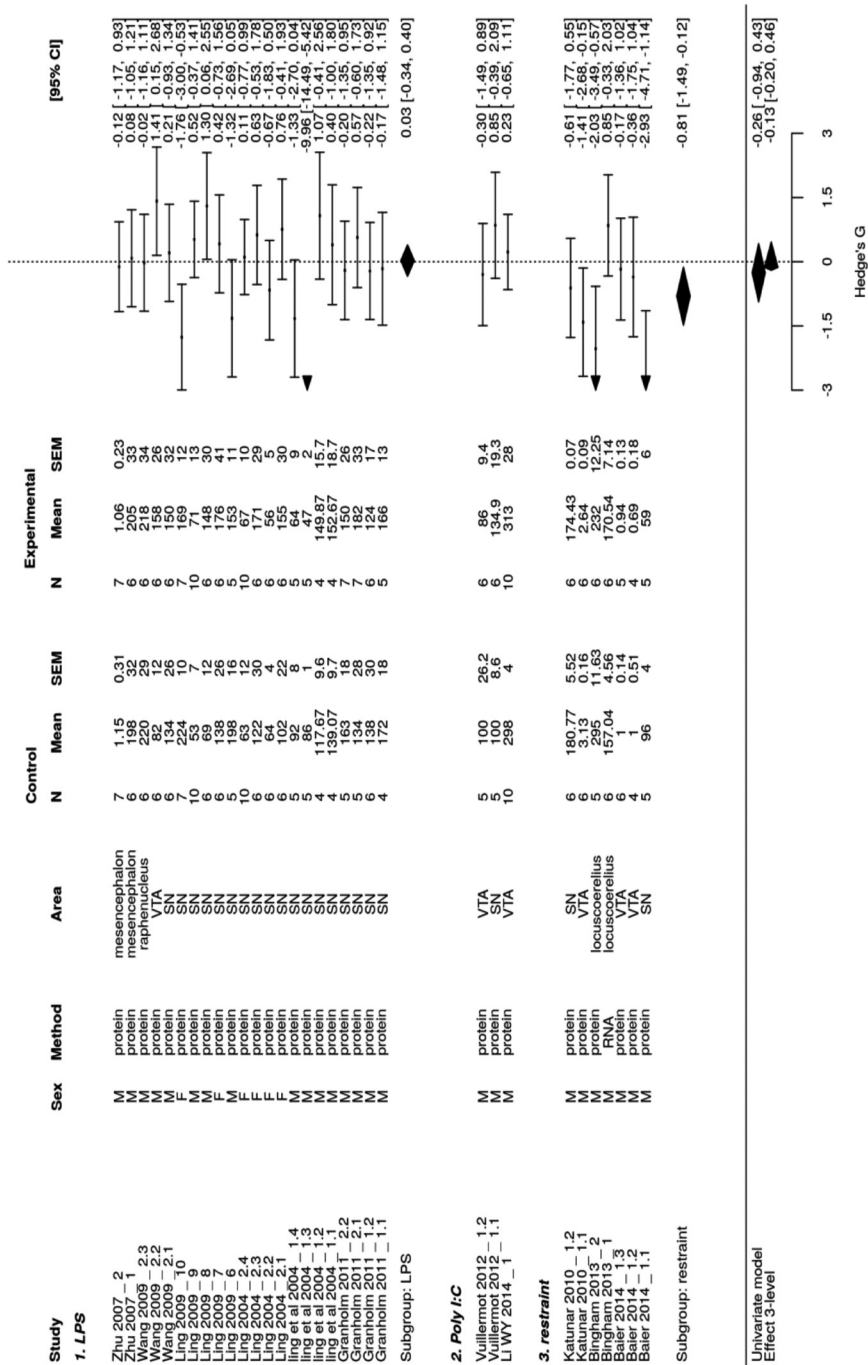 Study Sex Method Area Control N Mean SEM Experimental N Mean SEM [95% CI]
1. LPS
Zhu 2007 _ 2 M protein mesencephalon 7 1.15 0.31 7 1.06 0.23 -0.12 [ -1.17, 0.93]
Zhu 2007 _ 1 M protein mesencephalon 6 198 32 6 205 33 0.08 [ -1.05, 1.21]
Wang 2009 _ 2.3 M protein raphenucleus 6 220 29 6 218 34 -0.02 [ -1.16, 1.11]
Wang 2009 _ 2.2 M protein VTA 6 82 12 6 158 26 1.41 [ 0.15, 2.68]
Wang 2009 _ 2.1 M protein SN 6 134 26 6 150 32 0.21 [ -0.93, 1.34]
Ling 2009 _ 10 F protein SN 7 224 10 7 169 12 -1.76 [ -3.00, -0.53]
Ling 2009 _ 9 M protein SN 10 53 7 10 71 13 0.52 [ -0.37, 1.41]
Ling 2009 _ 8 M protein SN 6 69 12 6 148 30 1.30 [ 0.06, 2.55]
Ling 2009 _ 7 F protein SN 6 138 26 6 176 41 0.42 [ -0.73, 1.56]
Ling 2009 _ 6 M protein SN 5 198 16 5 153 11 -1.32 [ -2.69, 0.05]
Ling 2004 _ 2.4 F protein SN 10 63 12 10 67 10 0.11 [ -0.77, 0.99]
Ling 2004 _ 2.3 F protein SN 6 122 30 6 171 29 0.63 [ -0.53, 1.78]
Ling 2004 _ 2.2 F protein SN 6 64 4 6 56 5 -0.67 [ -1.83, 0.50]
Ling 2004 _ 2.1 F protein SN 6 102 22 6 155 30 0.76 [ -0.41, 1.93]
ling et al 2004 _ 1.4 M protein SN 5 92 8 5 64 9 -1.33 [ -2.70, 0.04]
ling et al 2004 _ 1.3 M protein SN 5 86 1 5 47 2 -9.96 [-14.49, -5.42]
ling et al 2004 _ 1.2 M protein SN 4 117.67 9.6 4 149.87 15.7 1.07 [ -0.41, 2.56]
ling et al 2004 _ 1.1 M protein SN 4 139.07 9.7 4 152.67 18.7 0.40 [ -1.00, 1.80]
Granholm 2011 _ 2.2 M protein SN 5 163 18 7 150 26 -0.20 [ -1.35, 0.95]
Granholm 2011 _ 2.1 M protein SN 5 134 28 7 182 33 0.57 [ -0.60, 1.73]
Granholm 2011 _ 1.2 M protein SN 6 138 30 6 124 17 -0.22 [ -1.35, 0.92]
Granholm 2011 _ 1.1 M protein SN 4 172 18 5 166 13 -0.17 [ -1.48, 1.15]
Subgroup: LPS 0.03 [-0.34, 0.40]
2. Poly I:C
Vuillermot 2012 _ 1.2 M protein VTA 5 100 26.2 6 86 9.4 -0.30 [ -1.49, 0.89]
Vuillermot 2012 _ 1.1 M protein SN 5 100 8.6 6 134.9 19.3 0.85 [ -0.39, 2.09]
LI WY 2014 _ 1 M protein VTA 10 298 4 10 313 28 0.23 [ -0.65, 1.11]
3. restraint
Katunar 2010 _ 1.2 M protein SN 6 180.77 5.52 6 174.43 0.07 -0.61 [ -1.77, 0.55]
Katunar 2010 _ 1.1 M protein VTA 6 3.13 0.16 6 2.64 0.09 -1.41 [ -2.68, -0.15]
Bingham 2013 _ 2 M protein locuscoerelius 5 295 11.63 6 232 12.25 -2.03 [ -3.49, -0.57]
Bingham 2013 _ 1 M RNA locuscoerelius 6 157.04 4.56 6 170.54 7.14 0.85 [ -0.33, 2.03]
Baier 2014 _ 1.3 M protein VTA 6 1 0.14 5 0.94 0.13 -0.17 [ -1.36, 1.02]
Baier 2014 _ 1.2 M protein VTA 4 1 0.51 4 0.69 0.18 -0.36 [ -1.75, 1.04]
Baier 2014 _ 1.1 M protein SN 5 96 4 5 59 6 -2.93 [ -4.71, -1.14]
Subgroup: restraint -0.81 [-1.49, -0.12]
Univariate model -0.26 [ -0.94, 0.43]
Effect 3-level -0.13 [-0.20, 0.46]
-3 -1.5 0 1.5 3
Hedge's G